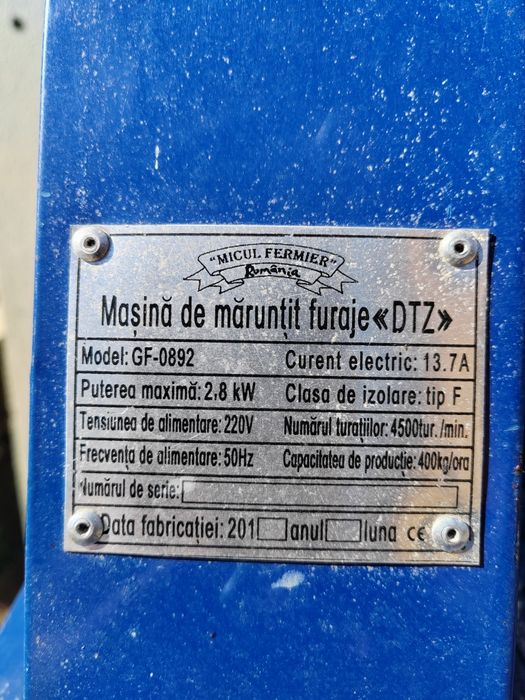 "MICUL FERMIER"
România
Mașină de mărunțit furaje «DTZ»
Model: GF-0892 Curent electric: 13.7A
Puterea maximă: 2,8 kW Clasa de izolare: tip F
Tensiunea de alimentare: 220V Numărul turațiilor: 4500tur./min.
Frecvența de alimentare: 50Hz Capacitatea de producție: 400kg/ora
Numărul de serie:
Data fabricației: 201 anul luna CE